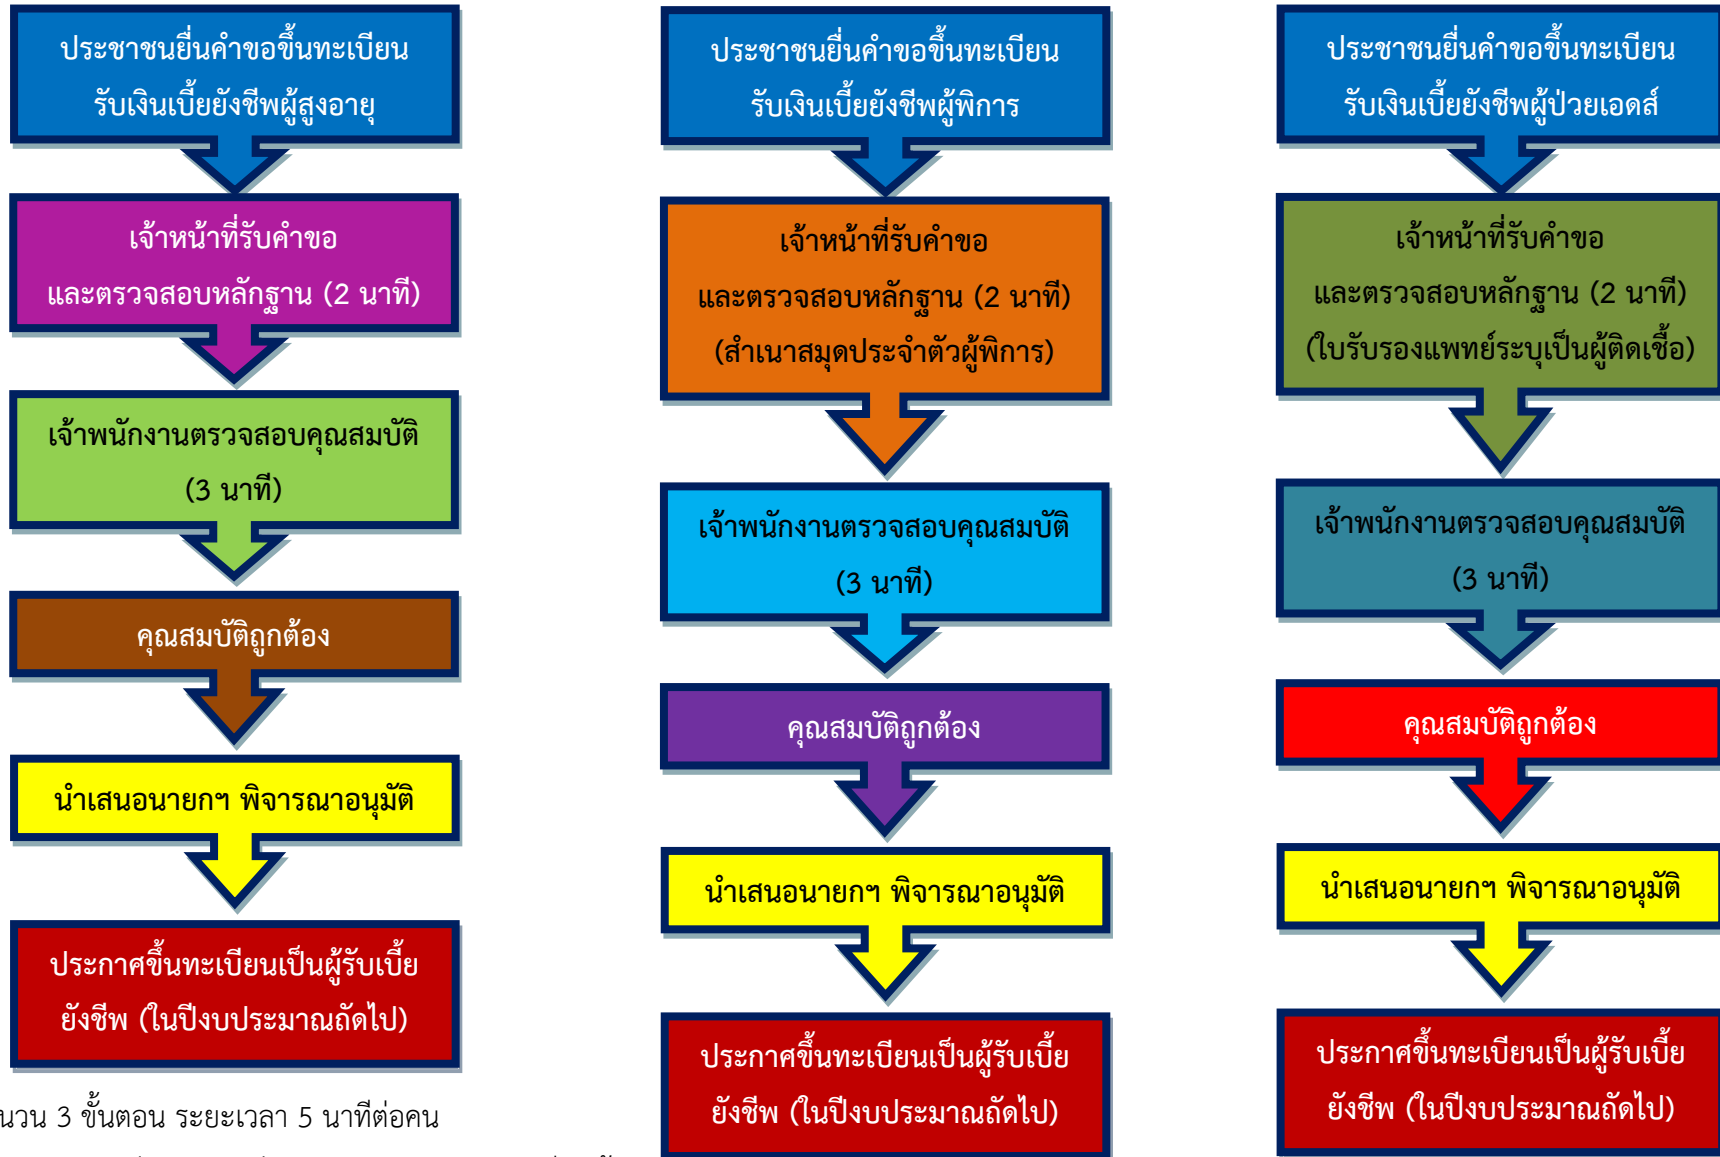 ประชาชนยื่นคำขอขึ้นทะเบียน
รับเงินเบี้ยยังชีพผู้สูงอายุ
เจ้าหน้าที่รับคำขอ
และตรวจสอบหลักฐาน (2 นาที)
เจ้าพนักงานตรวจสอบคุณสมบัติ
(3 นาที)
คุณสมบัติถูกต้อง
นำเสนอนายกฯ พิจารณาอนุมัติ
ประกาศขึ้นทะเบียนเป็นผู้รับเบี้ย
ยังชีพ (ในปีงบประมาณถัดไป)
ประชาชนยื่นคำขอขึ้นทะเบียน
รับเงินเบี้ยยังชีพผู้พิการ
เจ้าหน้าที่รับคำขอ
และตรวจสอบหลักฐาน (2 นาที)
(สำเนาสมุดประจำตัวผู้พิการ)
เจ้าพนักงานตรวจสอบคุณสมบัติ
(3 นาที)
คุณสมบัติถูกต้อง
นำเสนอนายกฯ พิจารณาอนุมัติ
ประกาศขึ้นทะเบียนเป็นผู้รับเบี้ย
ยังชีพ (ในปีงบประมาณถัดไป)
ประชาชนยื่นคำขอขึ้นทะเบียน
รับเงินเบี้ยยังชีพผู้ป่วยเอดส์
เจ้าหน้าที่รับคำขอ
และตรวจสอบหลักฐาน (2 นาที)
(ใบรับรองแพทย์ระบุเป็นผู้ติดเชื้อ)
เจ้าพนักงานตรวจสอบคุณสมบัติ
(3 นาที)
คุณสมบัติถูกต้อง
นำเสนอนายกฯ พิจารณาอนุมัติ
ประกาศขึ้นทะเบียนเป็นผู้รับเบี้ย
ยังชีพ (ในปีงบประมาณถัดไป)
นวน 3 ขั้นตอน ระยะเวลา 5 นาทีต่อคน